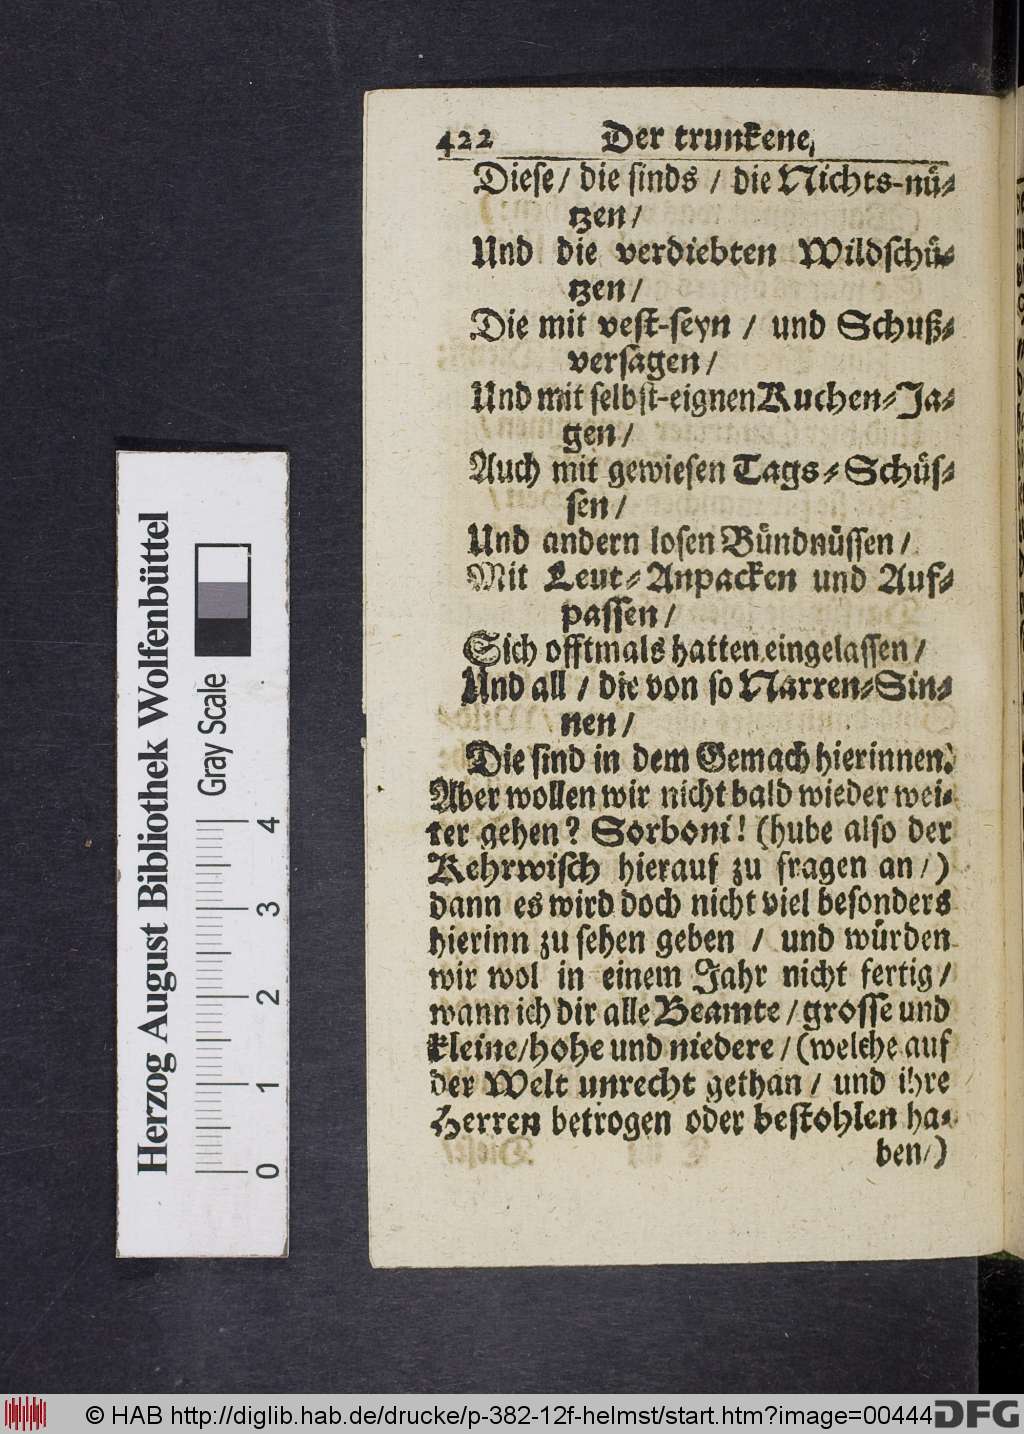 422 Der trunkene,
Diese / die sinds / die Nichts-nü-
tzen /
Und die verdiebten Wildschü-
tzen /
Die mit vest-seyn / und Schuß-
versagen /
Und mit selbst-eignen Kuchen-Ja-
gen /
Auch mit gewiesen Tags-Schüs-
sen /
Und andern losen Bündnüssen /
Mit Leut-Anpacken und Auf-
passen /
Sich offtmals hatten eingelassen /
Und all / die von so Narren-Sin-
nen /
Die sind in dem Gemach hierinnen.
Aber wollen wir nicht bald wieder wei-
ter gehen? Sorboni! (hube also der
Kehrwisch hierauf zu fragen an /)
dann es wird doch nicht viel besonders
hierinn zu sehen geben / und würden
wir wol in einem Jahr nicht fertig /
wann ich dir alle Beamte / grosse und
kleine / hohe und niedere / (welche auf
der Welt unrecht gethan / und ihre
Herren betrogen oder bestohlen ha-
ben /)
Herzog August Bibliothek Wolfenbüttel
Gray Scale
0 1 2 3 4
© HAB http://diglib.hab.de/drucke/p-382-12f-helmst/start.htm?image=00444
DFG